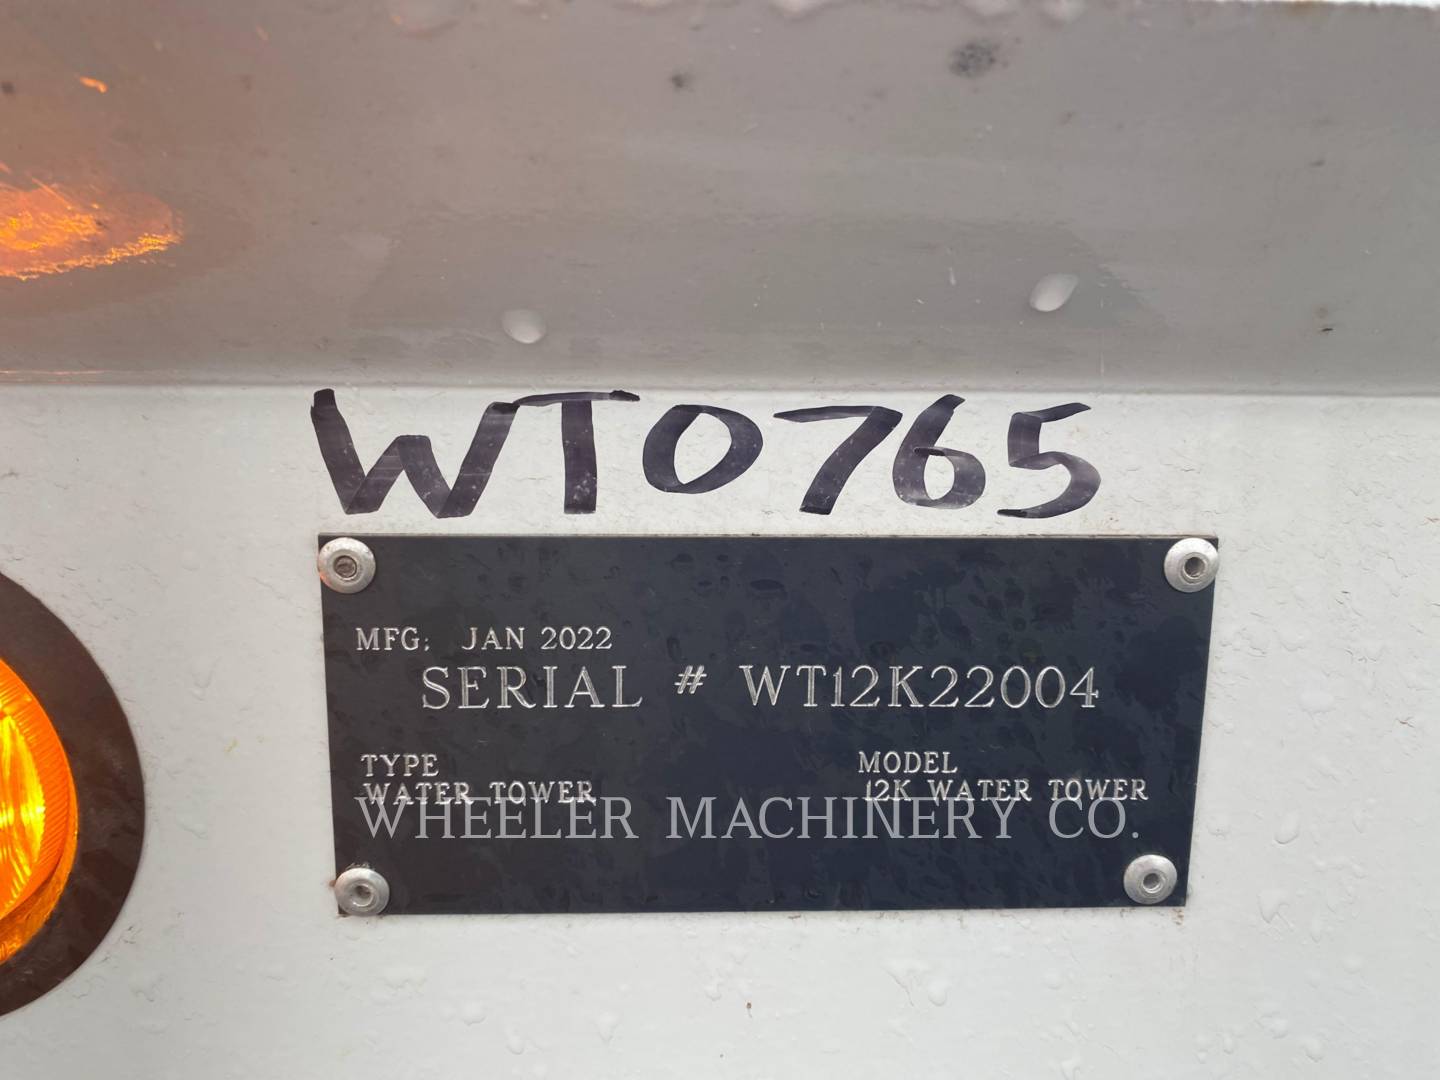 WT0765
MFG: JAN 2022
SERIAL # WT12K22004
TYPE MODEL
WATER TOWER 12K WATER TOWER
WHEELER MACHINERY CO.